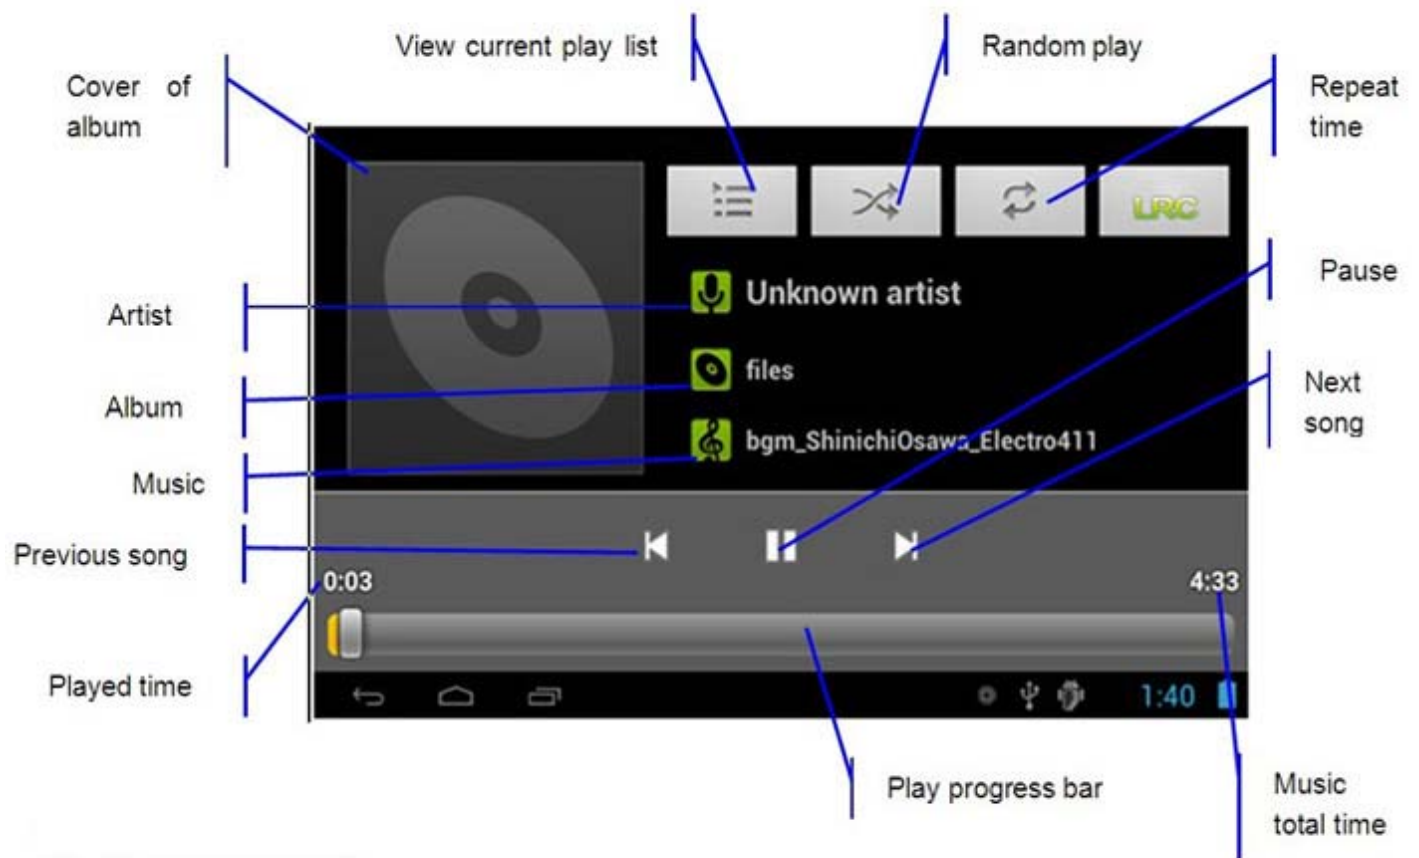 View current play list
Random play
Cover of
album
Repeat
time
LRC
Pause
Artist
Unknown artist
Album
files
Next
song
Music
bgm_ShinichiOsawa_Electro411
Previous song
0:03
4:33
Played time
1:40
Play progress bar
Music
total time